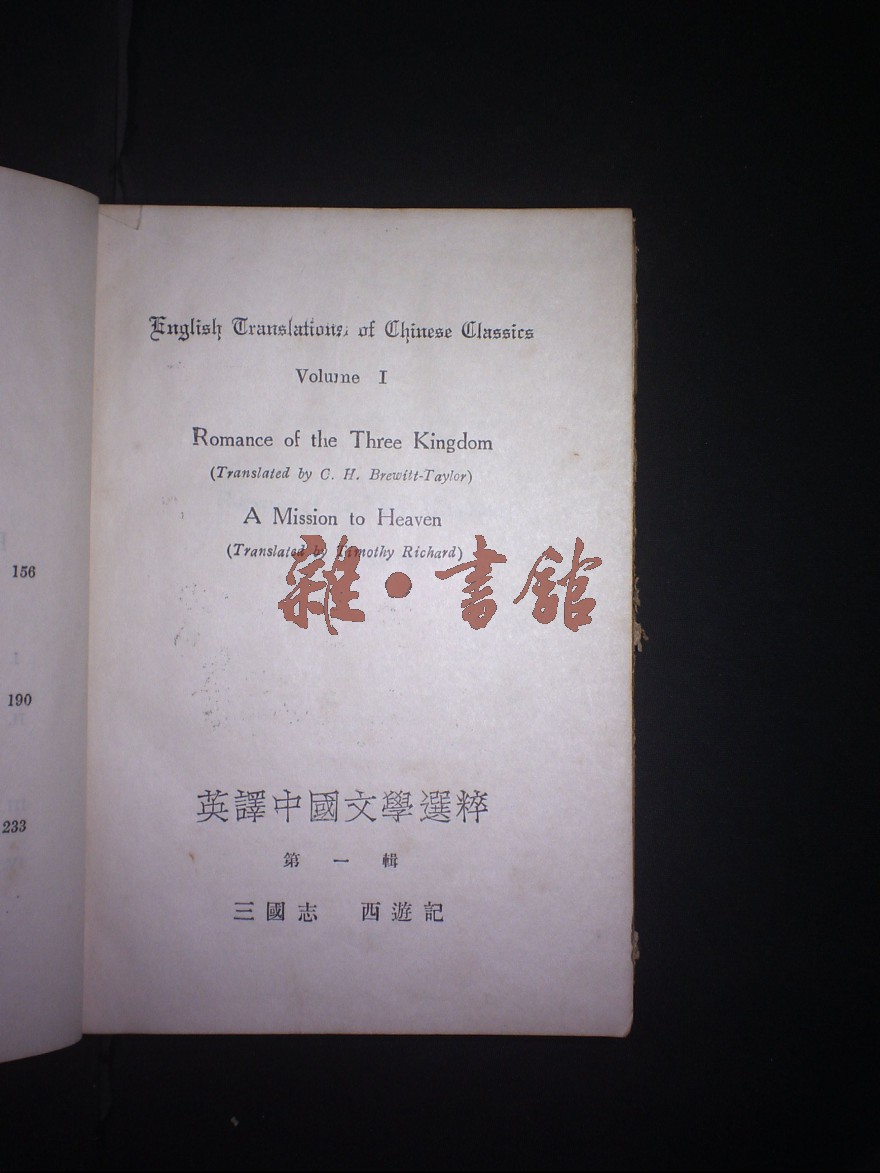 156
190
233
English Translations of Chinese Classics
Volume I
Romance of the Three Kingdom
(Translated by C. H. Brewitt-Taylor)
A Mission to Heaven
(Translated by Timothy Richard)
雜·書館
英譯中國文學選粹
第一輯
三國志 西遊記